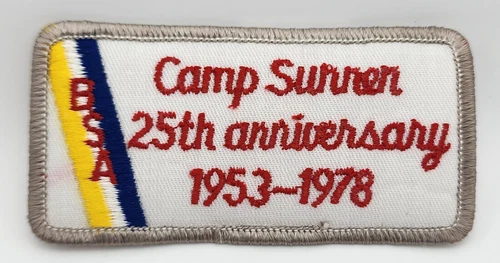 BSA
Camp Sunnen
25th anniversary
1953-1978